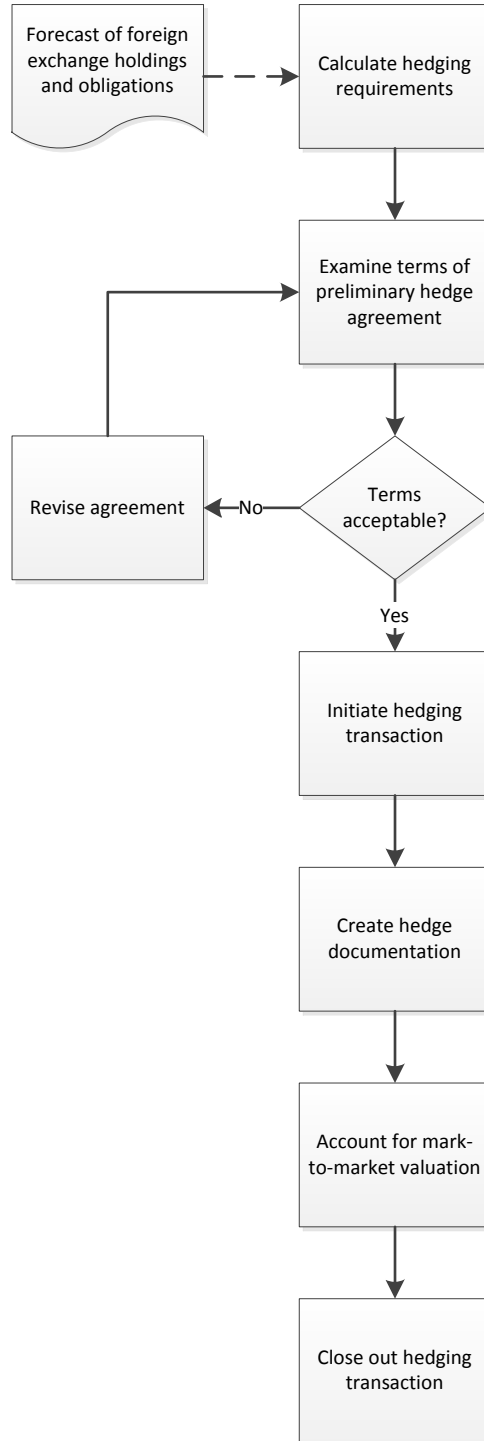 Forecast of foreign
exchange holdings
and obligations
Calculate hedging
requirements
Examine terms of
preliminary hedge
agreement
Revise agreement
No
Terms
acceptable?
Yes
Initiate hedging
transaction
Create hedge
documentation
Account for mark-
to-market valuation
Close out hedging
transaction